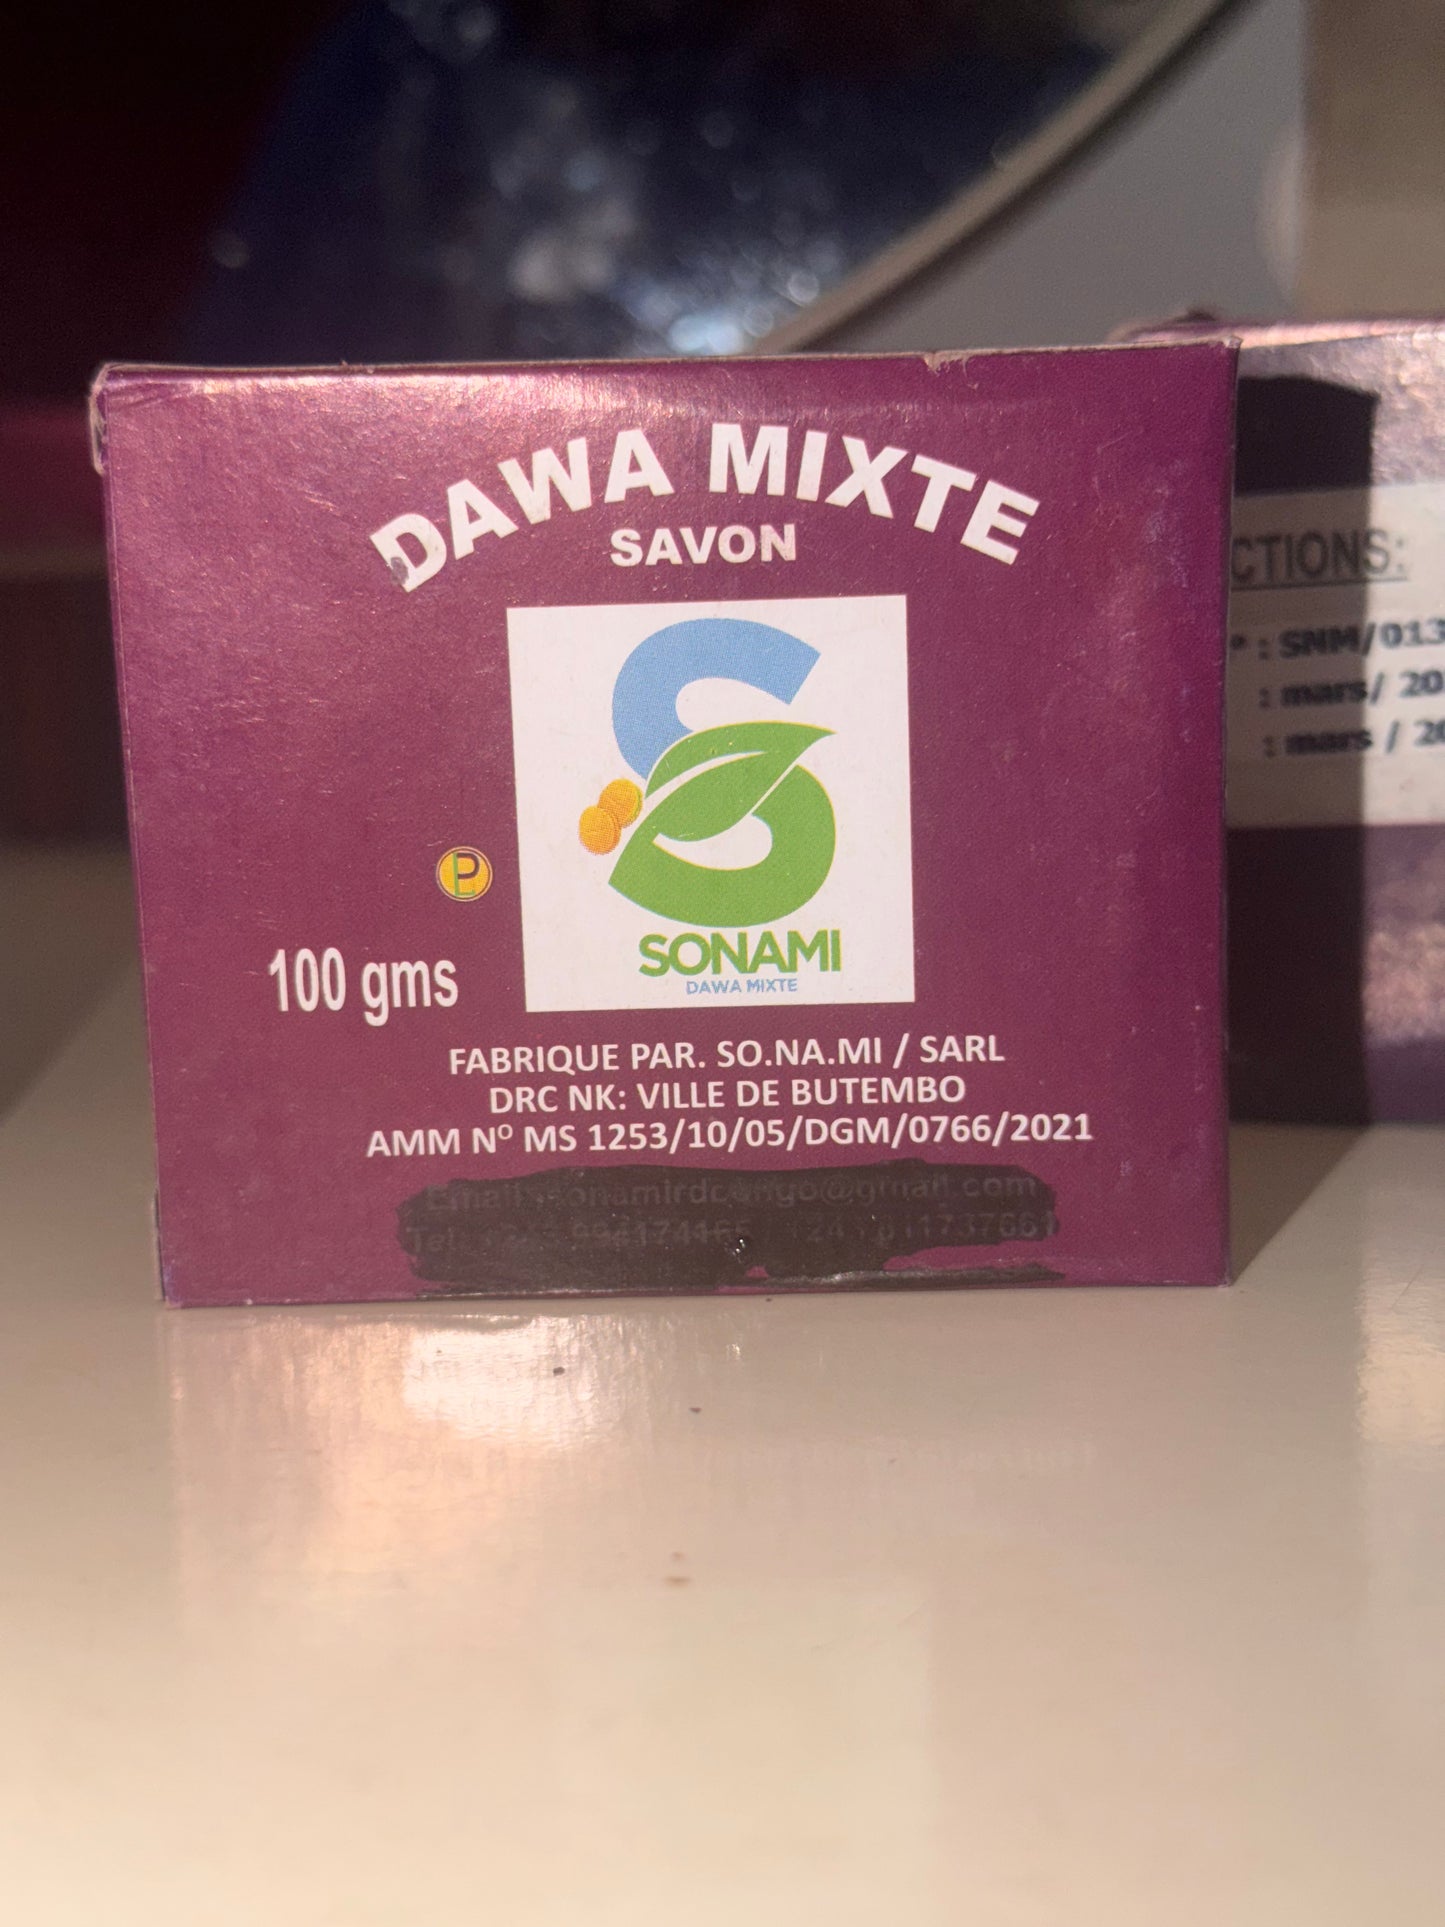 DAWA MIXTE
SAVON
100 gms
SONAMI
DAWA MIXTE
FABRIQUE PAR. SO.NA.MI / SARL
DRC NK: VILLE DE BUTEMBO
AMM Nº MS 1253/10/05/DGM/0766/2021
CTIONS:
: SNM/013
: mars/ 20
: mars / 20